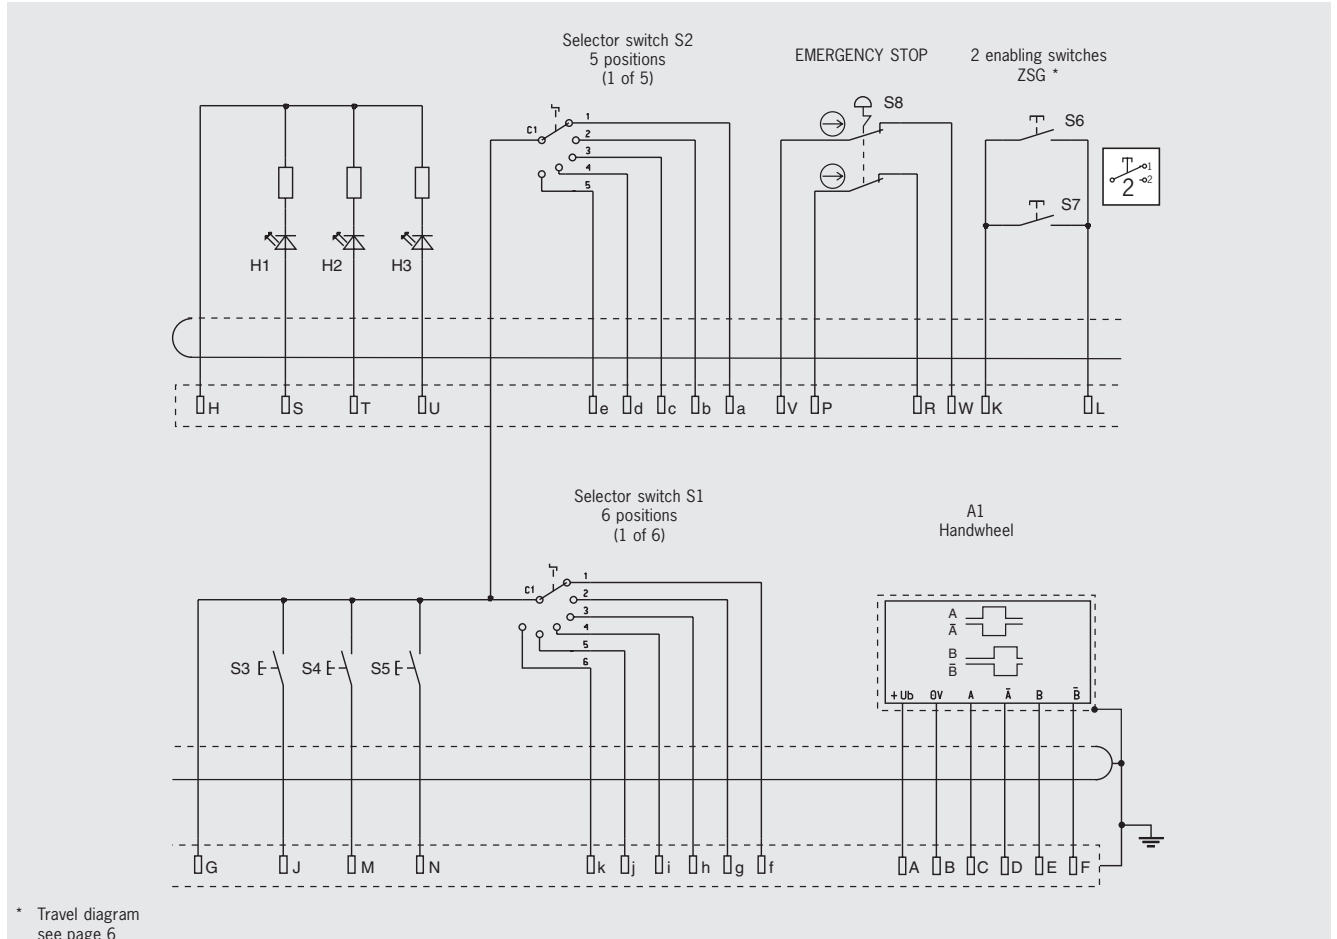 Selector switch S2
5 positions
(1 of 5)
EMERGENCY STOP
2 enabling switches
ZSG *
S8
C1
1
2
3
4
5
S6
S7
1
2
2
H1 H2 H3
H S T U e d c b a V P R W K L
Selector switch S1
6 positions
(1 of 6)
A1
Handwheel
C1
1
2
3
4
5
6
S3 S4 S5
A
Ā
B
B̄
+Ub 0V A Ā B B̄
G J M N k j i h g f A B C D E F
* Travel diagram
see page 6